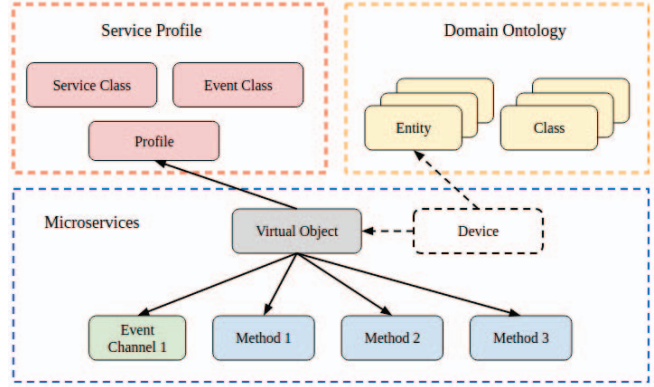 Service Profile
Domain Ontology
Service Class
Event Class
Profile
Entity
Class
Microservices
Virtual Object
Device
Event
Channel 1
Method 1
Method 2
Method 3